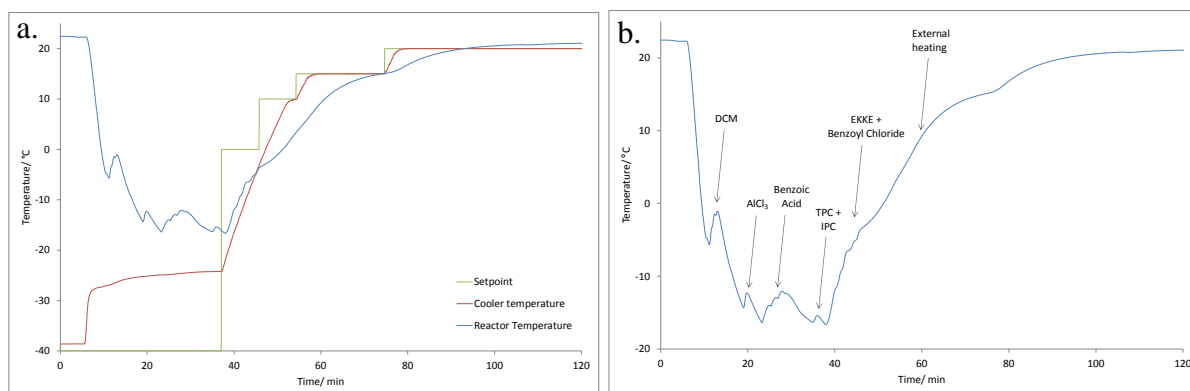 a.
20
10
0
-10
-20
-30
-40
Temperature/ °C
0
20
40
60
80
100
120
Time/ min
Setpoint
Cooler temperature
Reactor Temperature
b.
20
10
0
-10
-20
Temperature/ °C
0
20
40
60
80
100
120
Time/ min
DCM
AlCl₃
Benzoic
Acid
TPC +
IPC
EKKE +
Benzoyl Chloride
External
heating